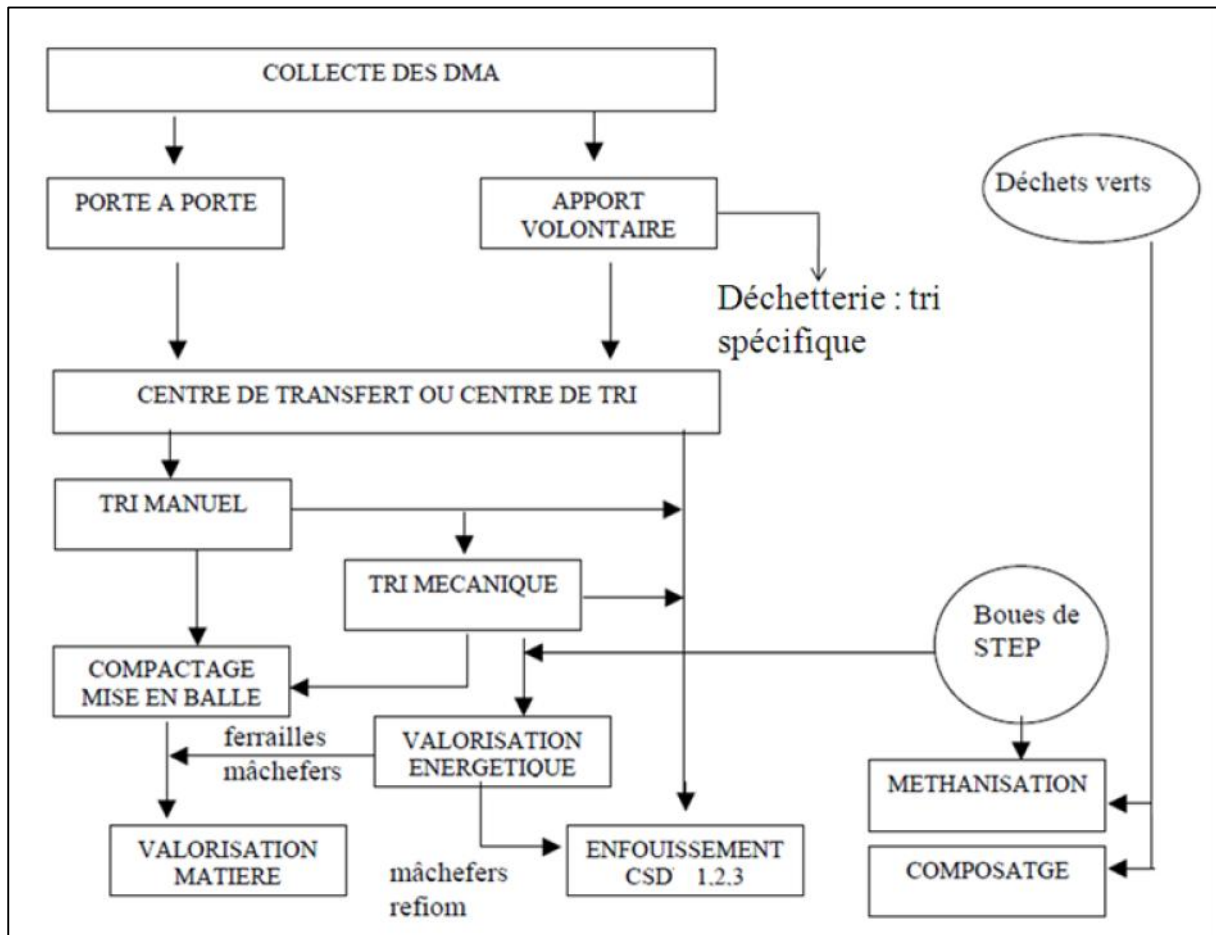 COLLECTE DES DMA
PORTE A PORTE
APPORT
VOLONTAIRE
Déchets verts
Déchetterie : tri
spécifique
CENTRE DE TRANSFERT OU CENTRE DE TRI
TRI MANUEL
TRI MECANIQUE
Boues de
STEP
COMPACTAGE
MISE EN BALLE
ferrailles
mâchefers
VALORISATION
ENERGETIQUE
METHANISATION
VALORISATION
MATIERE
mâchefers
refiom
ENFOUISSEMENT
CSD 1,2,3
COMPOSATGE